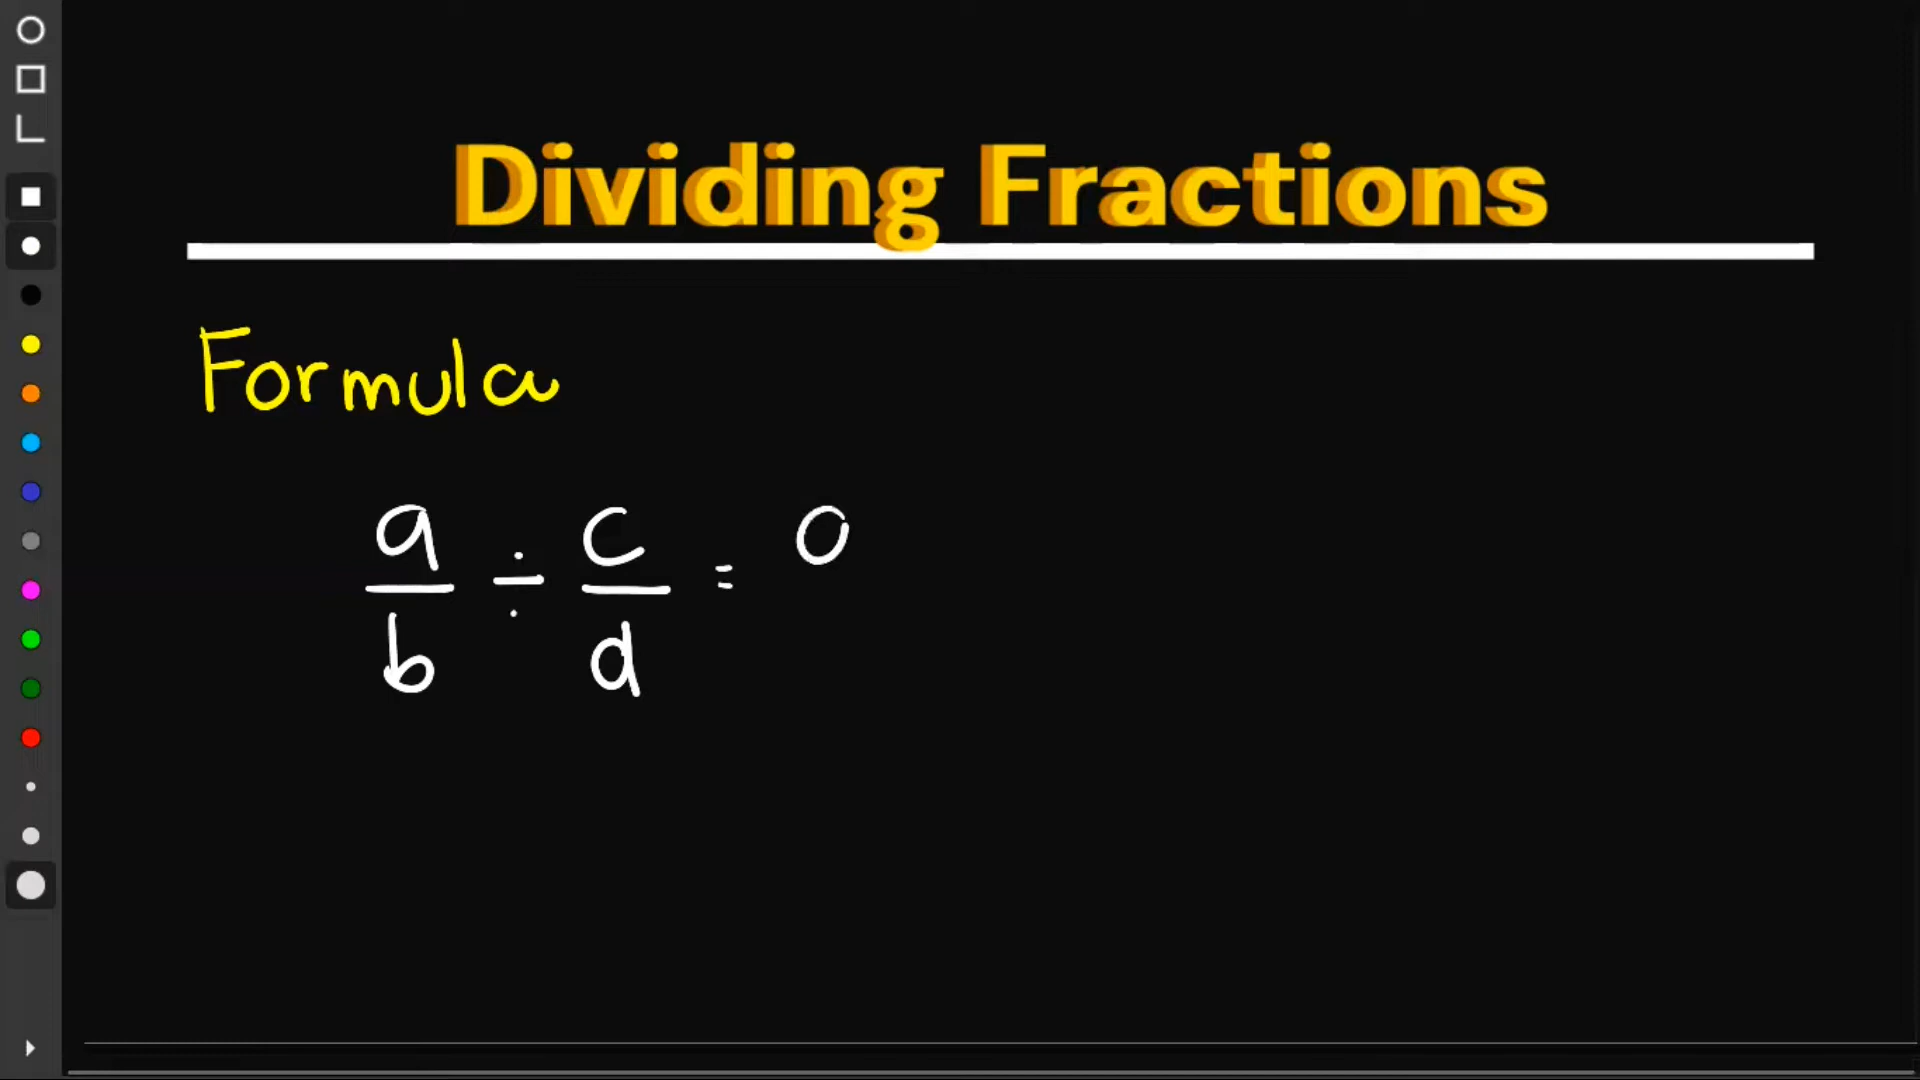 Dividing Fractions
Formula
a/b ÷ c/d = o